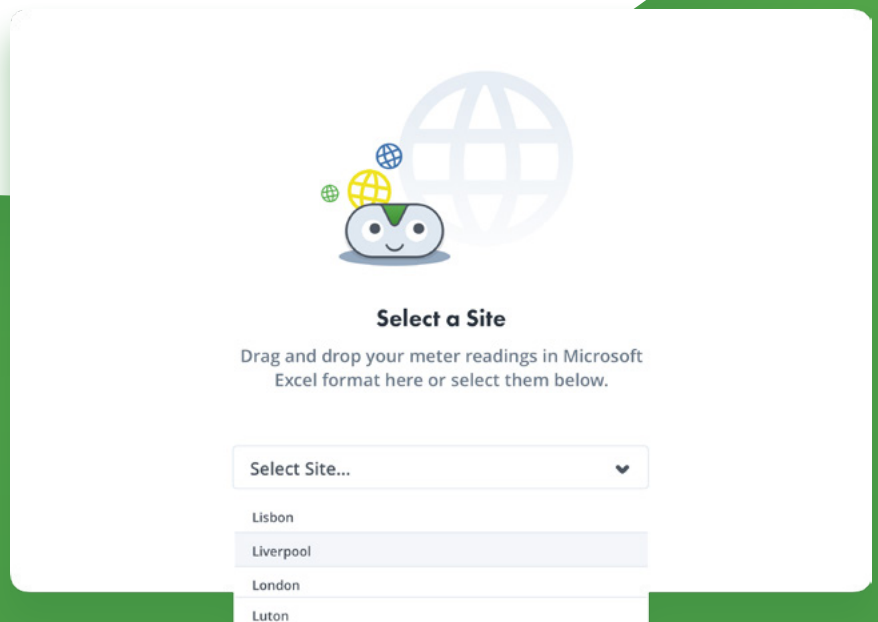 Select a Site
Drag and drop your meter readings in Microsoft
Excel format here or select them below.
Select Site...
Lisbon
Liverpool
London
Luton